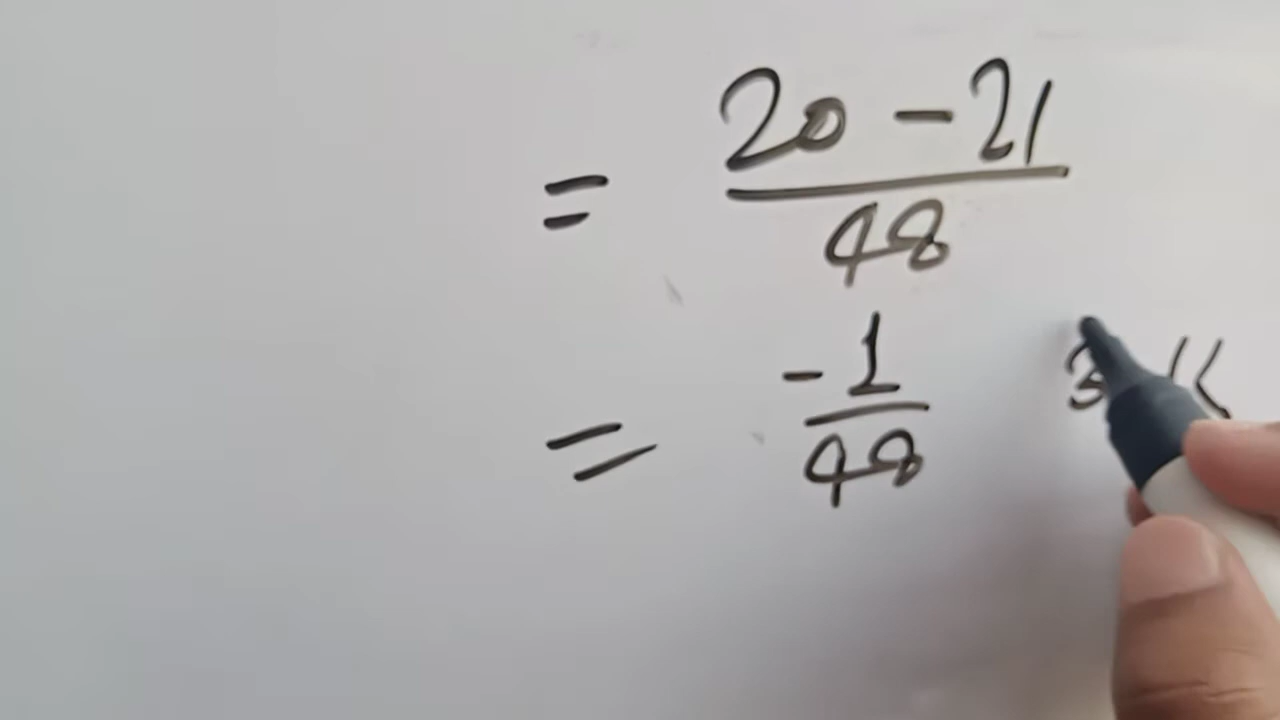 = 20 - 21
48
= -1
48